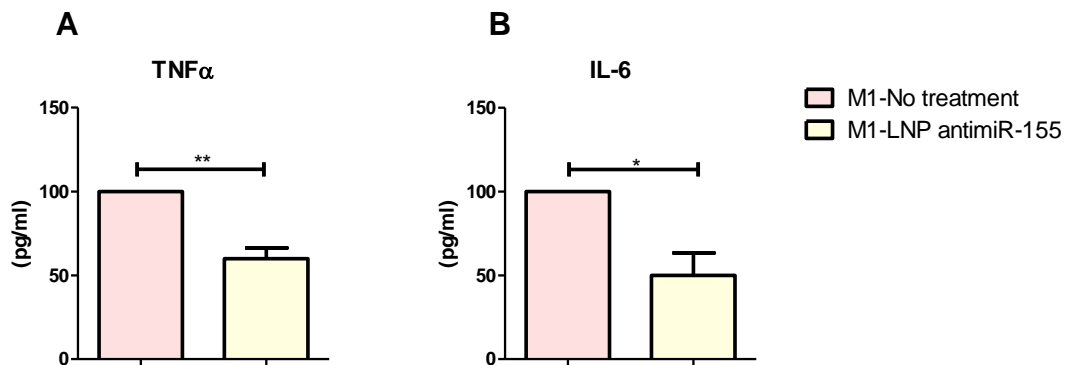 A
TNFα
150
100
50
0
(pg/ml)
**
B
IL-6
150
100
50
0
(pg/ml)
*
M1-No treatment
M1-LNP antimiR-155